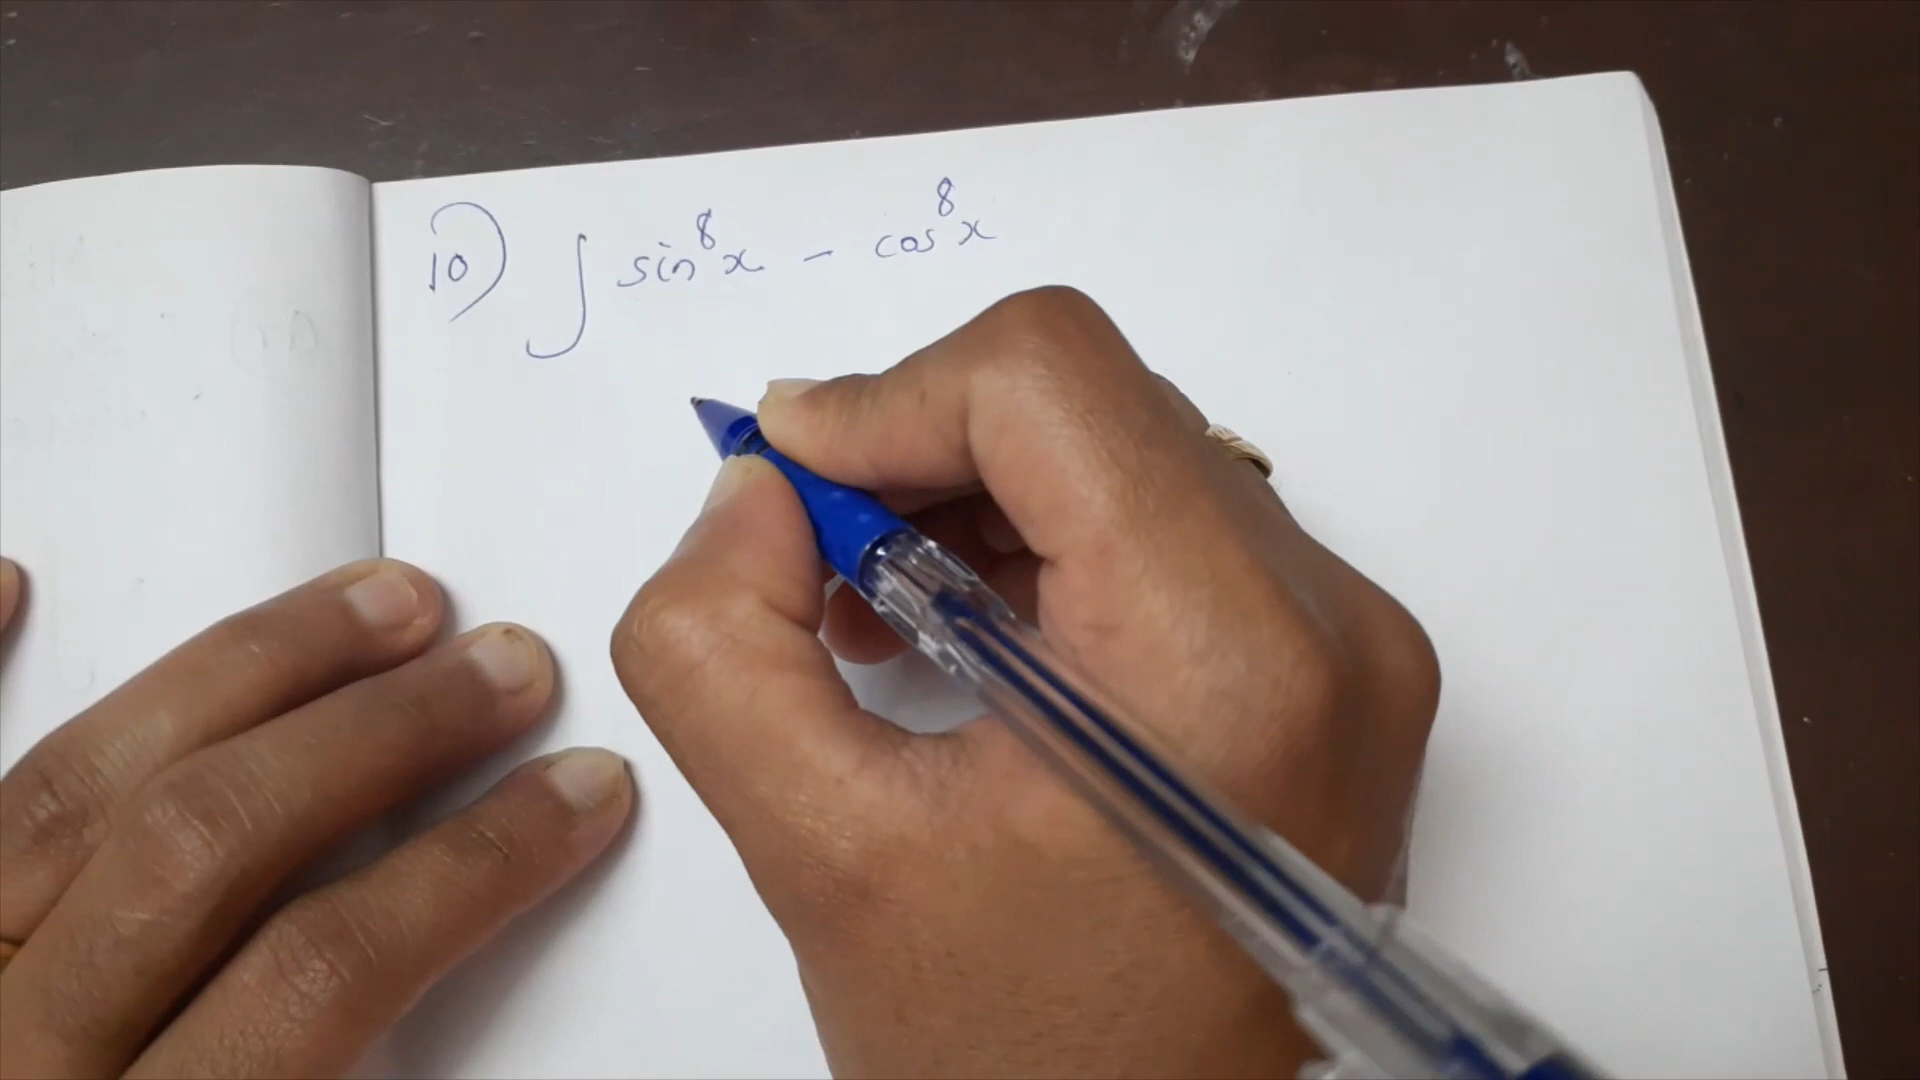 10) ∫ sin⁸x - cos⁸x